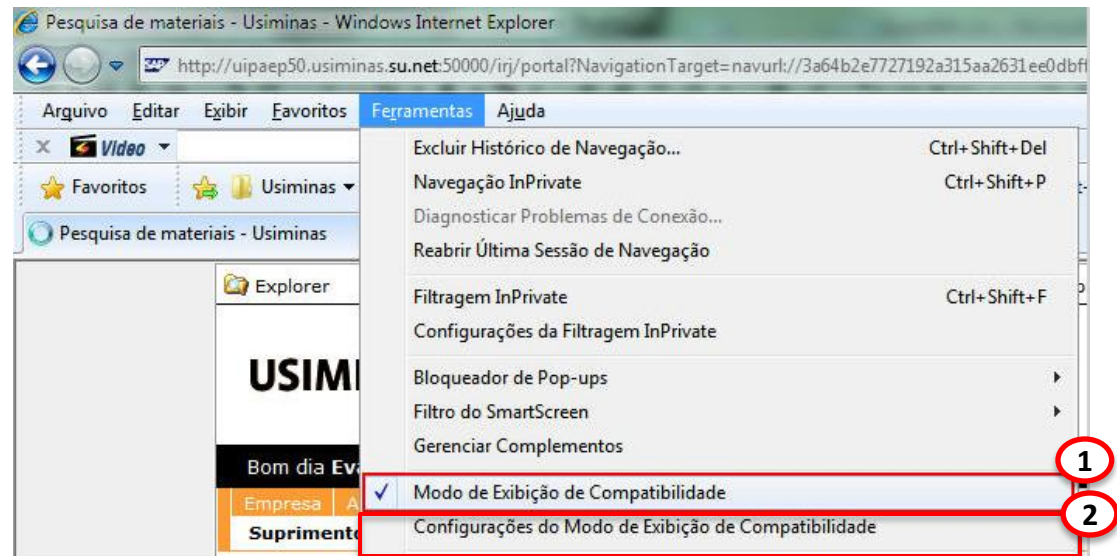 Pesquisa de materiais - Usiminas - Windows Internet Explorer
SAP http://uipaep50.usiminas.su.net:50000/irj/portal?NavigationTarget=navurl://3a64b2e7727192a315aa2631ee0dbf
Arquivo Editar Exibir Favoritos Ferramentas Ajuda
X Video
Excluir Histórico de Navegação... Ctrl+Shift+Del
Favoritos Usiminas
Navegação InPrivate Ctrl+Shift+P
Diagnosticar Problemas de Conexão...
Pesquisa de materiais - Usiminas
Reabrir Última Sessão de Navegação
Explorer
Filtragem InPrivate Ctrl+Shift+F
Configurações da Filtragem InPrivate
USIMI
Bloqueador de Pop-ups
Filtro do SmartScreen
Gerenciar Complementos
1
Bom dia Eva
Modo de Exibição de Compatibilidade
Empresa A
2
Configurações do Modo de Exibição de Compatibilidade
Suprimento